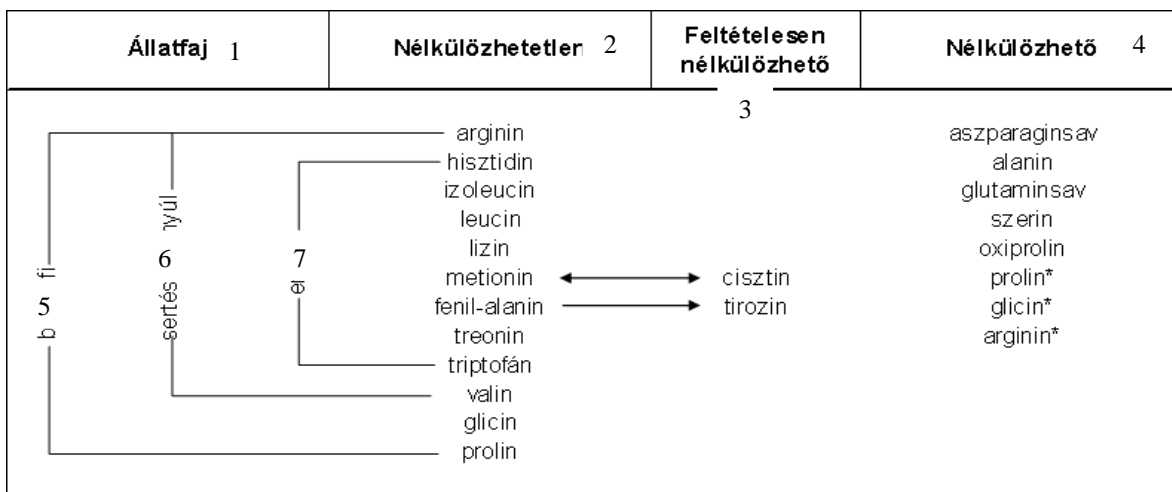 Állatfaj 1 Nélkülözhetetlen 2 Feltételesen nélkülözhető 3 Nélkülözhető 4
arginin aszparaginsav
hisztidin alanin
izoleucin glutaminsav
leucin szerin
lizin oxiprolin
metionin cisztin prolin*
fenil-alanin tirozin glicin*
treonin arginin*
triptofán
valin
glicin
prolin
b 5 fi
sertés 6 nyúl
e 7